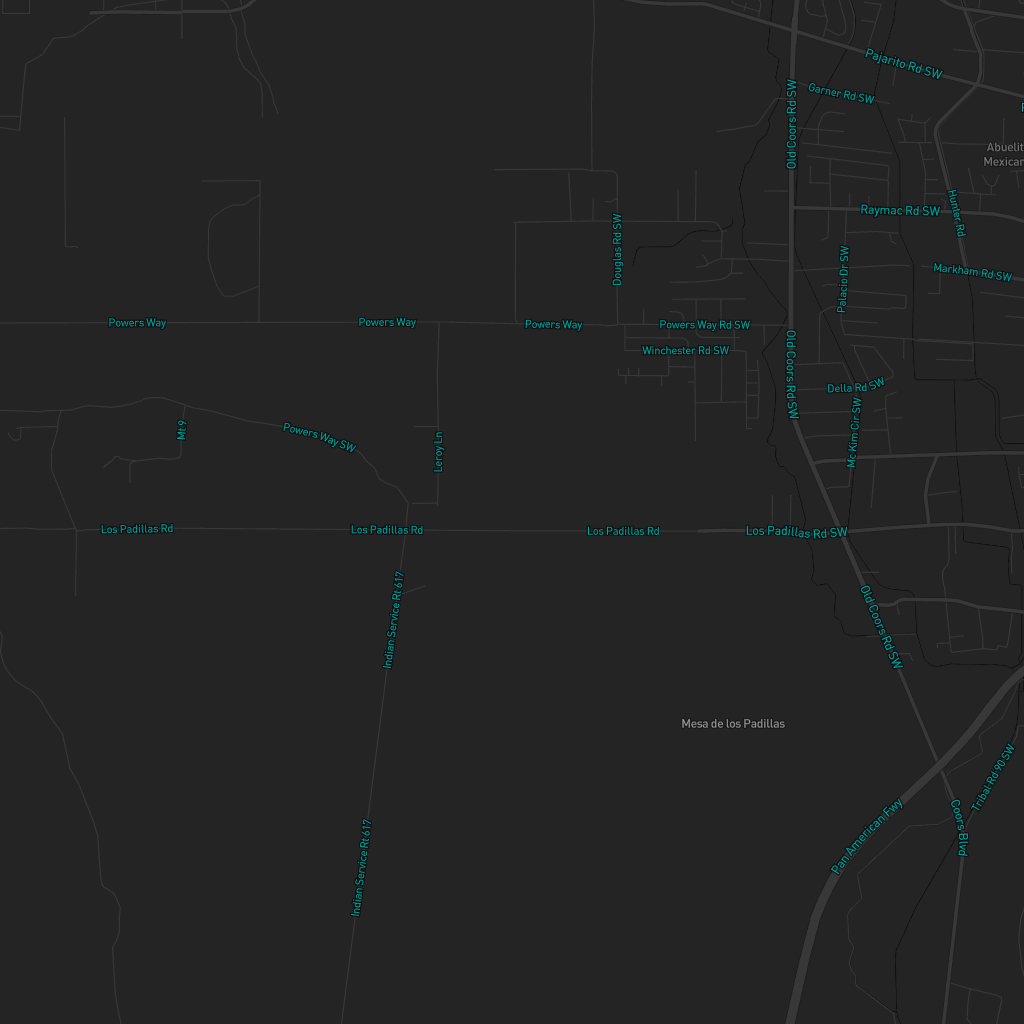 Pajarito Rd SW
Garner Rd SW
Old Coors Rd SW
Abuelit
Mexican
Raymac Rd SW
Hunter Rd
Douglas Rd SW
Palacio Dr SW
Markham Rd SW
Powers Way
Powers Way
Powers Way
Powers Way Rd SW
Winchester Rd SW
Old Coors Rd SW
Della Rd SW
Mt 9
Powers Way SW
Leroy Ln
Mc Kim Cir SW
Los Padillas Rd
Los Padillas Rd
Los Padillas Rd
Los Padillas Rd SW
Indian Service Rt 617
Old Coors Rd SW
Mesa de los Padillas
Tribal Rd 90 SW
Pan American Fwy
Coors Blvd
Indian Service Rt 617